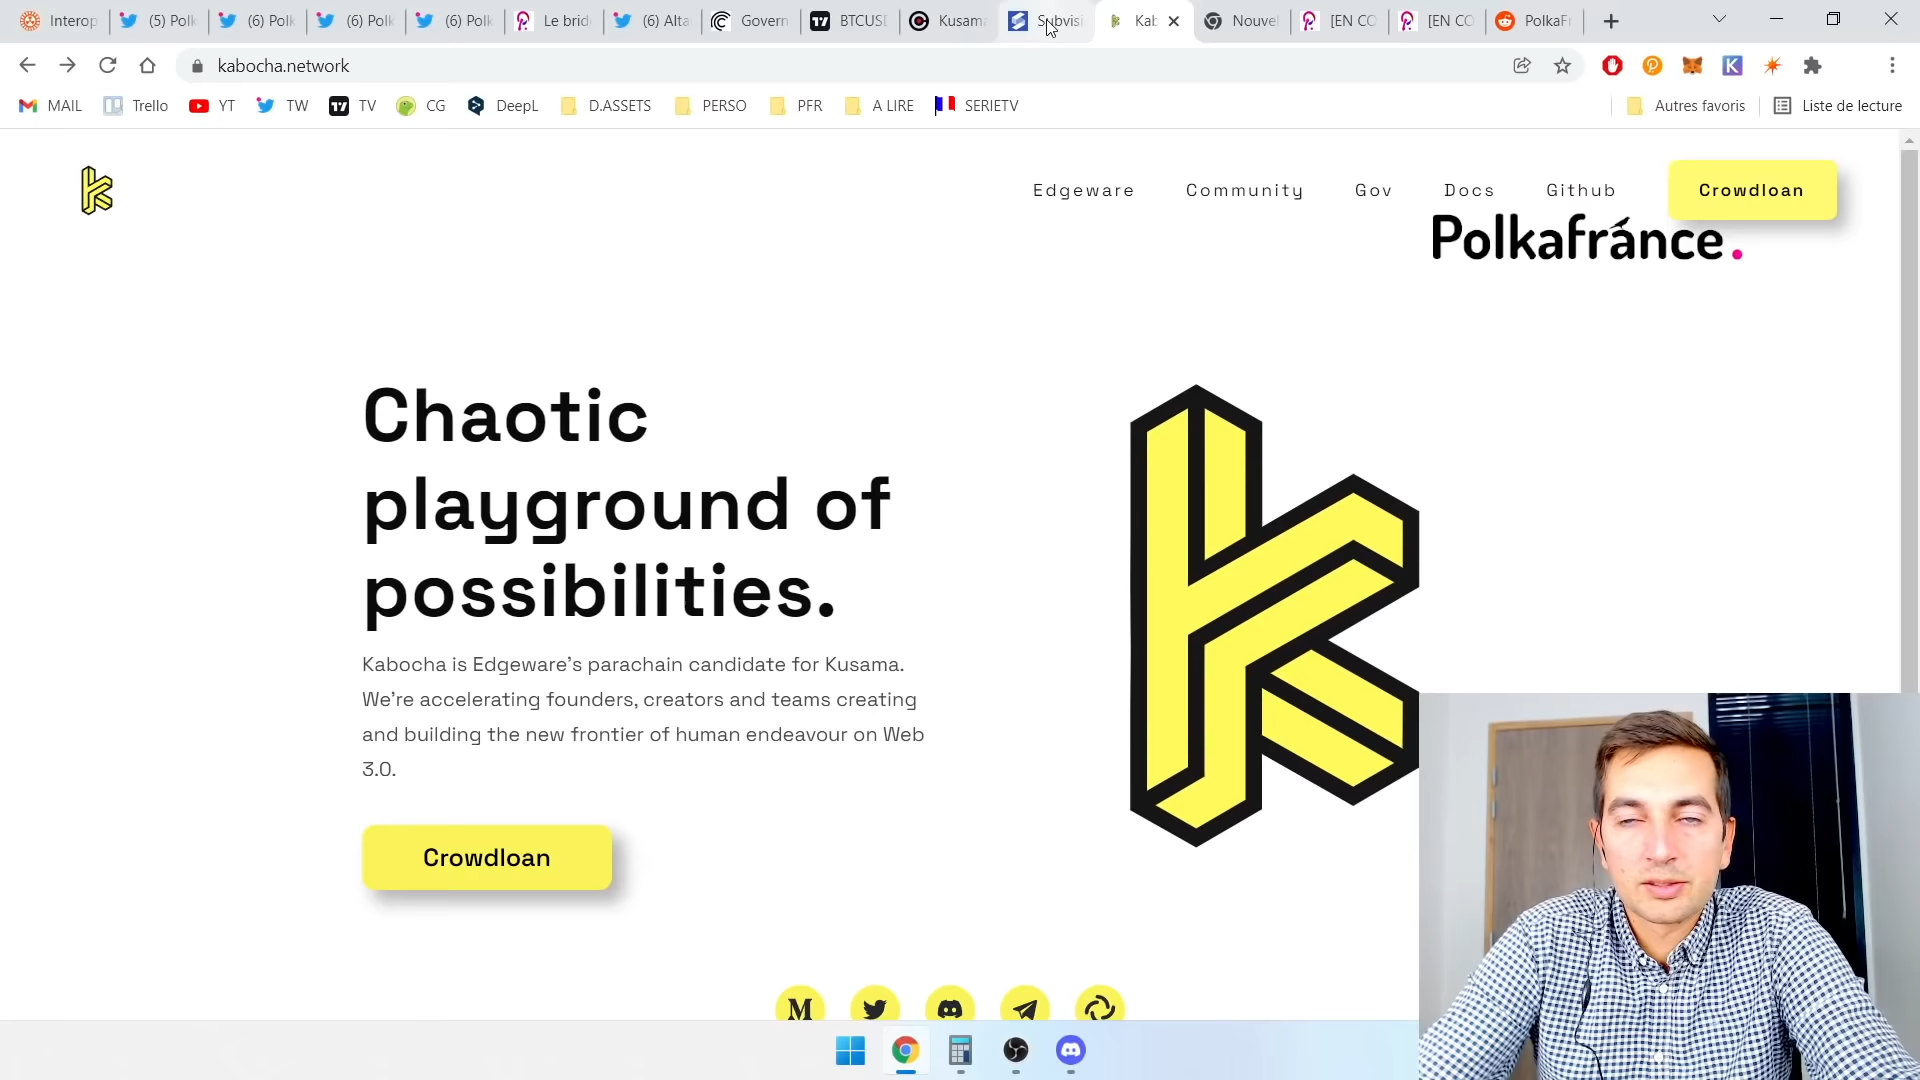 Interop
(5) Polk
(6) Polk
(6) Polk
(6) Polk
Le brid
(6) Alta
Govern
BTCUSD
Kusama
Subvisi
Kab
Nouvel
[EN CO
[EN CO
PolkaFr
kabocha.network
MAIL
Trello
YT
TW
TV
CG
DeepL
D.ASSETS
PERSO
PFR
A LIRE
SERIETV
Autres favoris
Liste de lecture
Edgeware
Community
Gov
Docs
Github
Crowdloan
Polkafránce.
Chaotic
playground of
possibilities.
Kabocha is Edgeware's parachain candidate for Kusama.
We're accelerating founders, creators and teams creating
and building the new frontier of human endeavour on Web
3.0.
Crowdloan